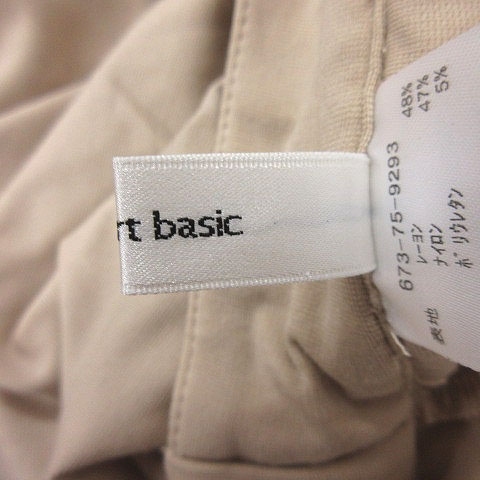 rt basic
673-75-9293
表地
レーヨン 48%
ナイロン 47%
ポリウレタン 5%